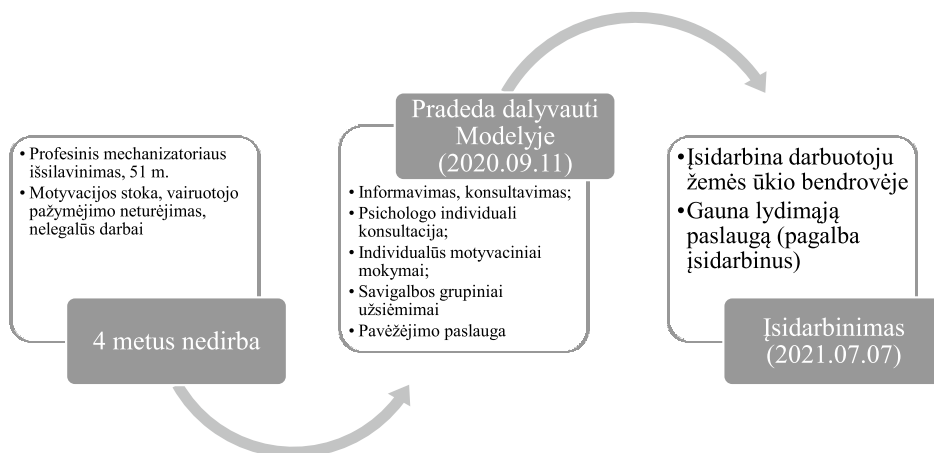 • Profesinis mechanizatoriaus
išsilavinimas, 51 m.
• Motyvacijos stoka, vairuotojo
pažymėjimo neturėjimas,
nelegalūs darbai
4 metus nedirba
Pradeda dalyvauti
Modelyje
(2020.09.11)
• Informavimas, konsultavimas;
• Psichologo individuali
konsultacija;
• Individualūs motyvaciniai
mokymai;
• Savigalbos grupiniai
užsiėmimai
• Pavėžėjimo paslauga
•Įsidarbina darbuotoju
žemės ūkio bendrovėje
•Gauna lydimąją
paslaugą (pagalba
įsidarbinus)
Įsidarbinimas
(2021.07.07)